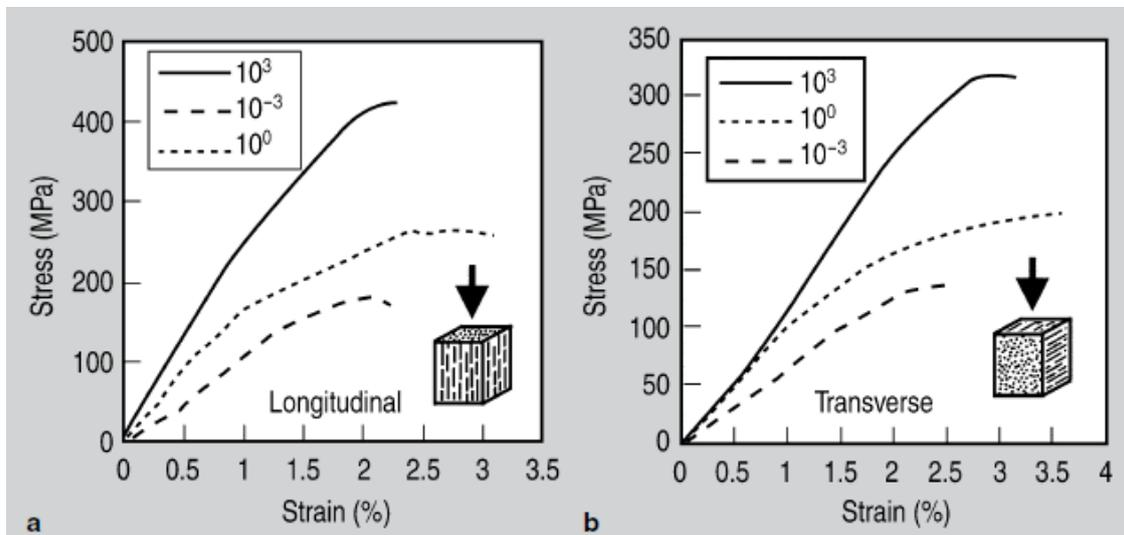 500
400
300
200
100
0
Stress (MPa)
10³
10⁻³
10⁰
Longitudinal
0 0.5 1 1.5 2 2.5 3 3.5
Strain (%)
a
350
300
250
200
150
100
50
0
Stress (MPa)
10³
10⁰
10⁻³
Transverse
0 0.5 1 1.5 2 2.5 3 3.5 4
Strain (%)
b